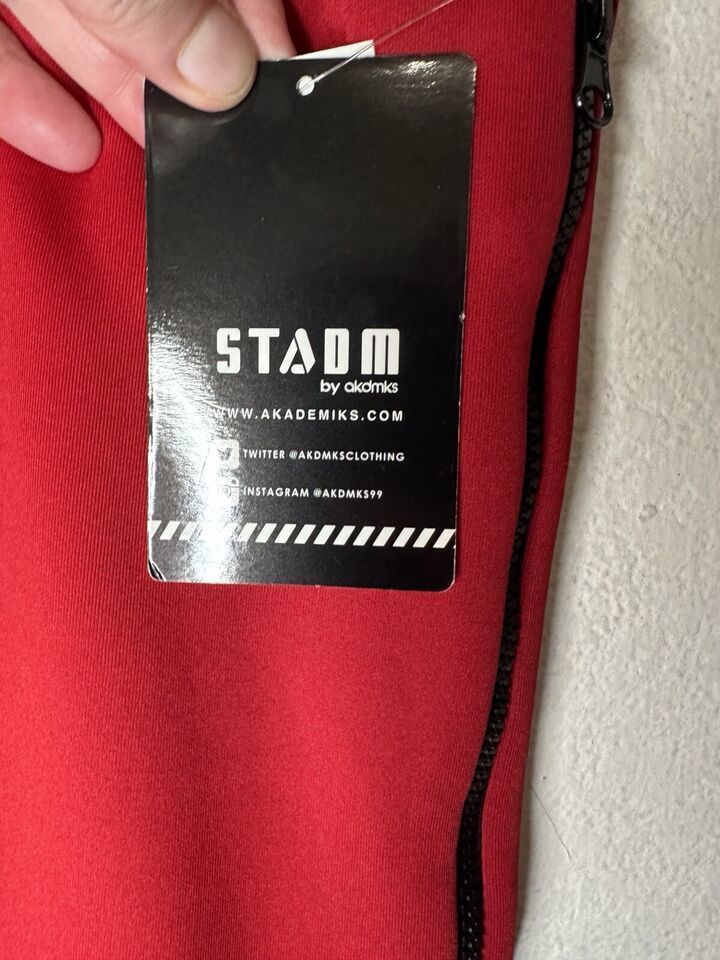 STADM
by akdmks
WWW.AKADEMIKS.COM
TWITTER @AKDMKSCLOTHING
INSTAGRAM @AKDMKS99